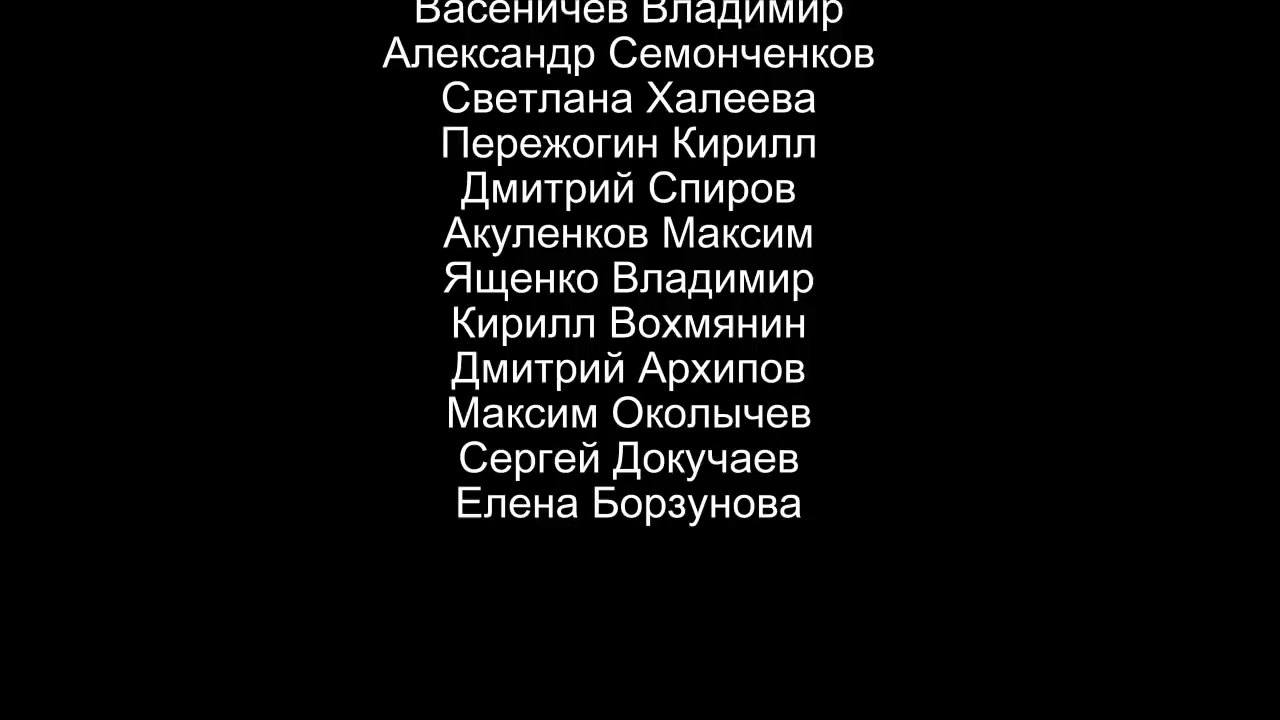 Васеничев Владимир
Александр Семонченков
Светлана Халеева
Пережогин Кирилл
Дмитрий Спиров
Акуленков Максим
Ященко Владимир
Кирилл Вохмянин
Дмитрий Архипов
Максим Околычев
Сергей Докучаев
Елена Борзунова